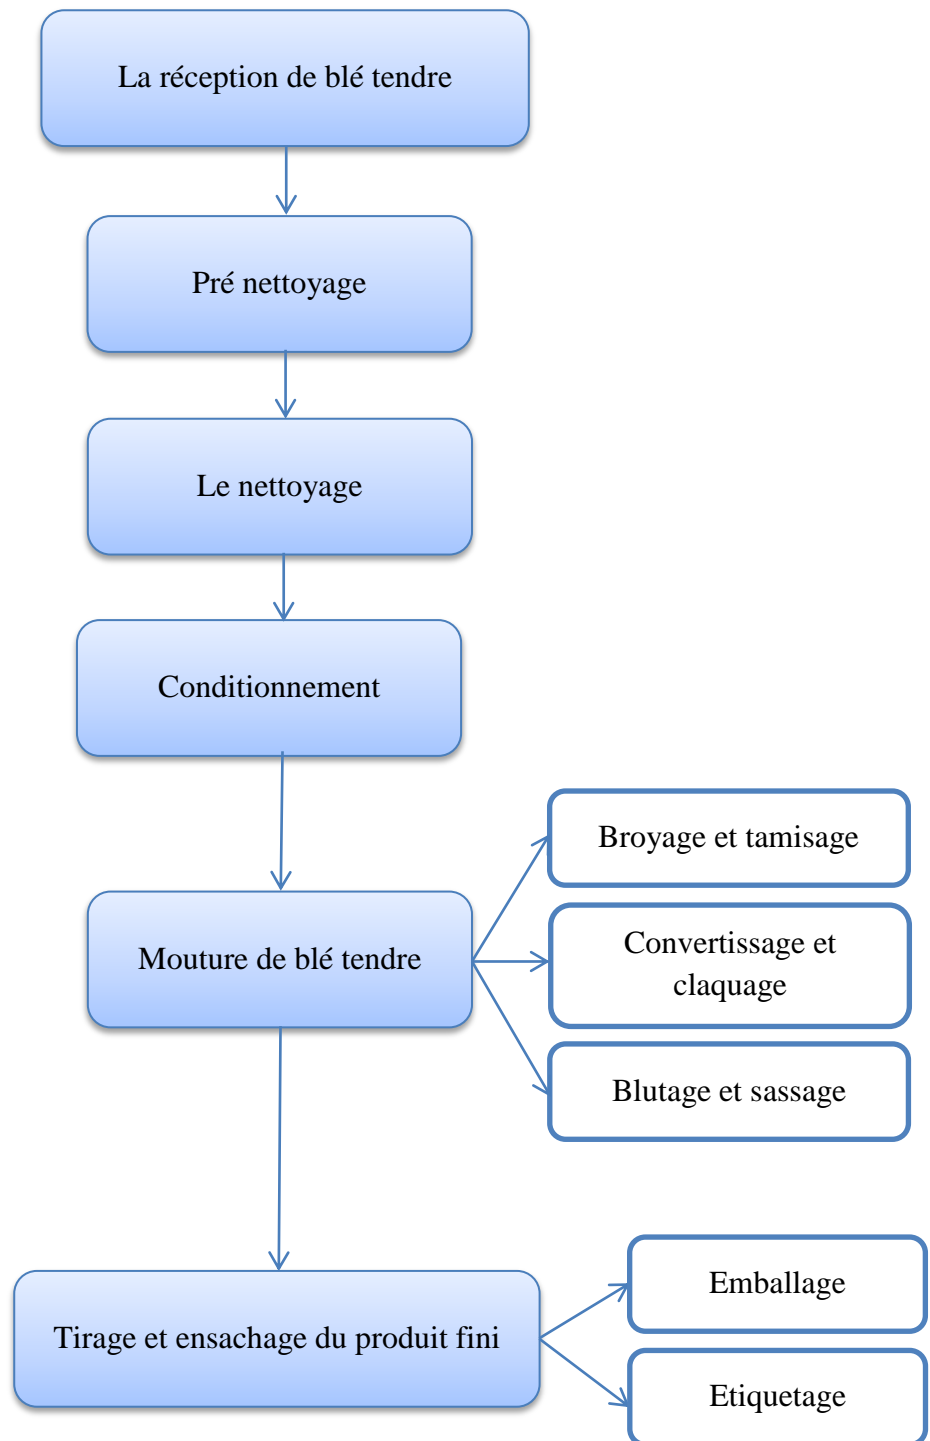 La réception de blé tendre
Pré nettoyage
Le nettoyage
Conditionnement
Broyage et tamisage
Mouture de blé tendre
Convertissage et
claquage
Blutage et sassage
Tirage et ensachage du produit fini
Emballage
Etiquetage